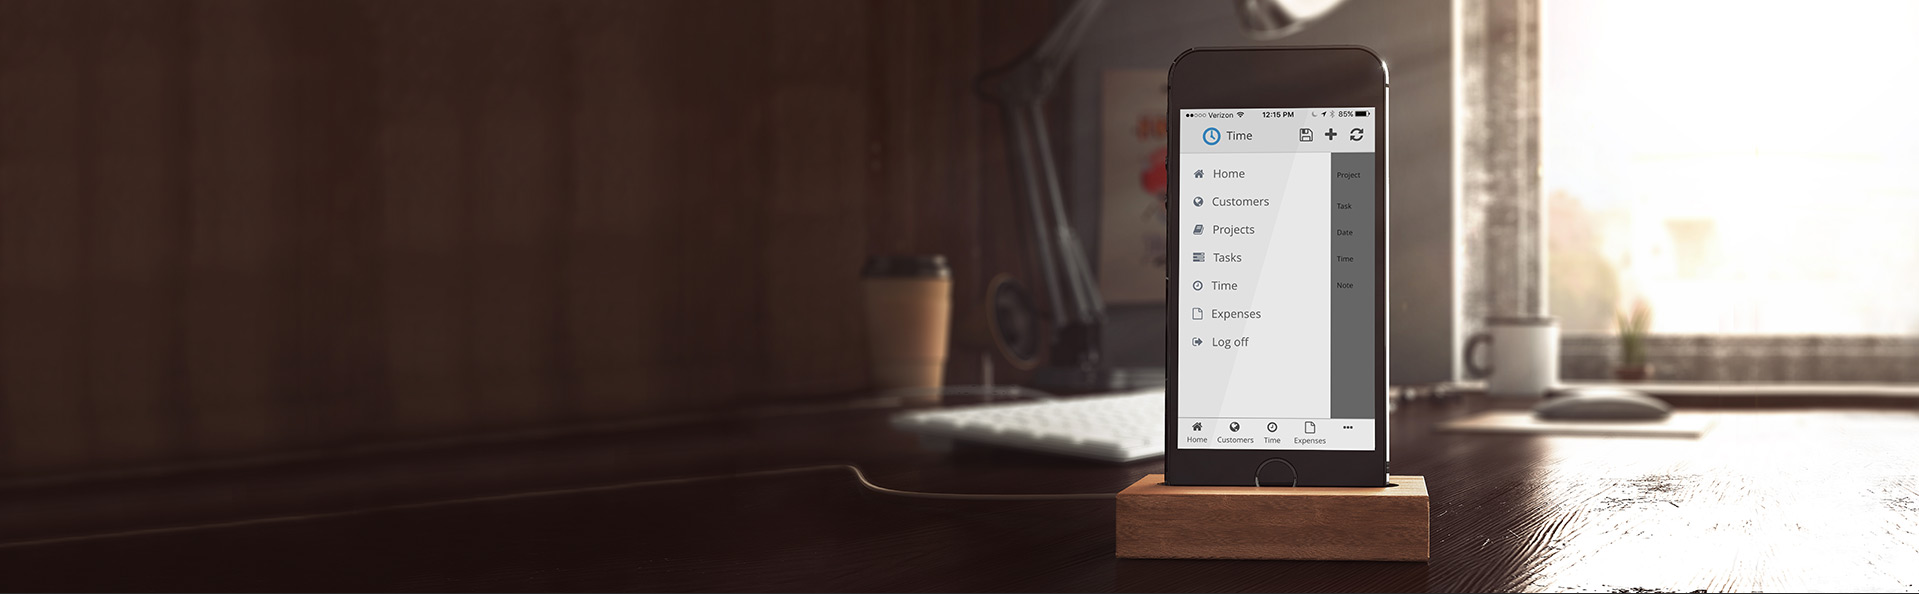 Verizon 12:15 PM 85%
Time
Home
Customers
Projects
Tasks
Time
Expenses
Log off
Project
Task
Date
Time
Note
Home Customers Time Expenses